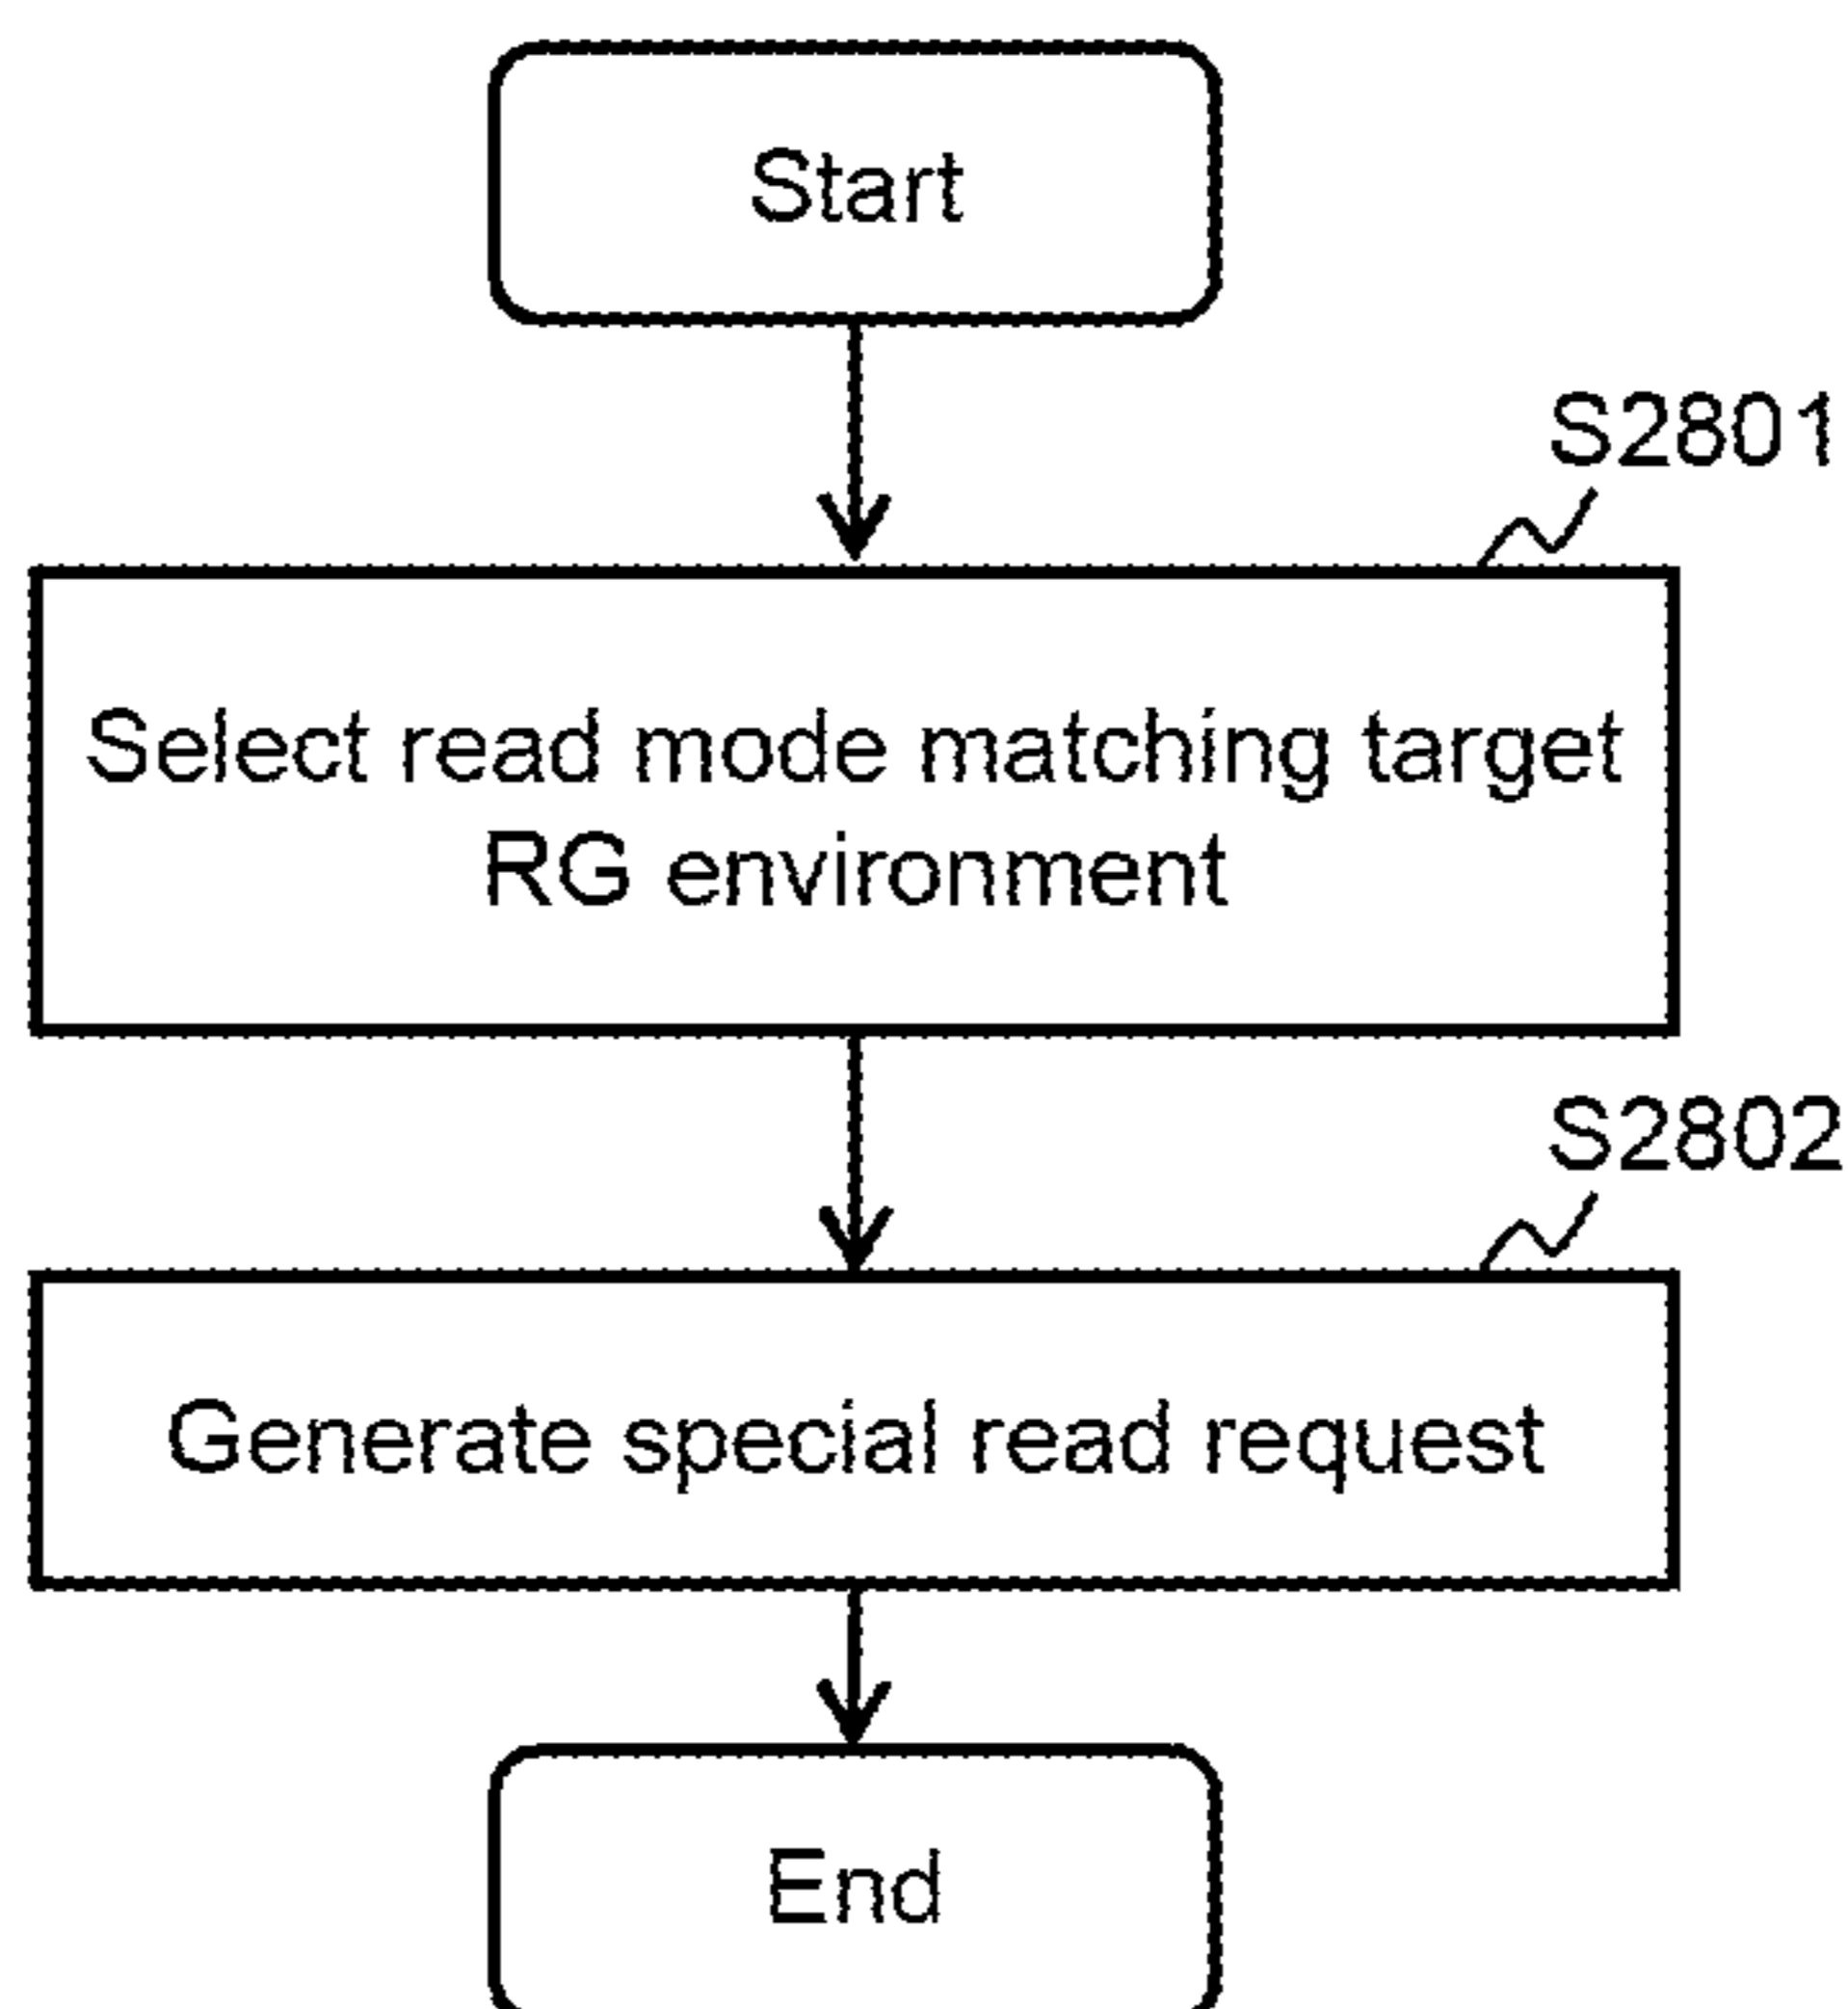 Start
S2801
Select read mode matching target
RG environment
S2802
Generate special read request
End